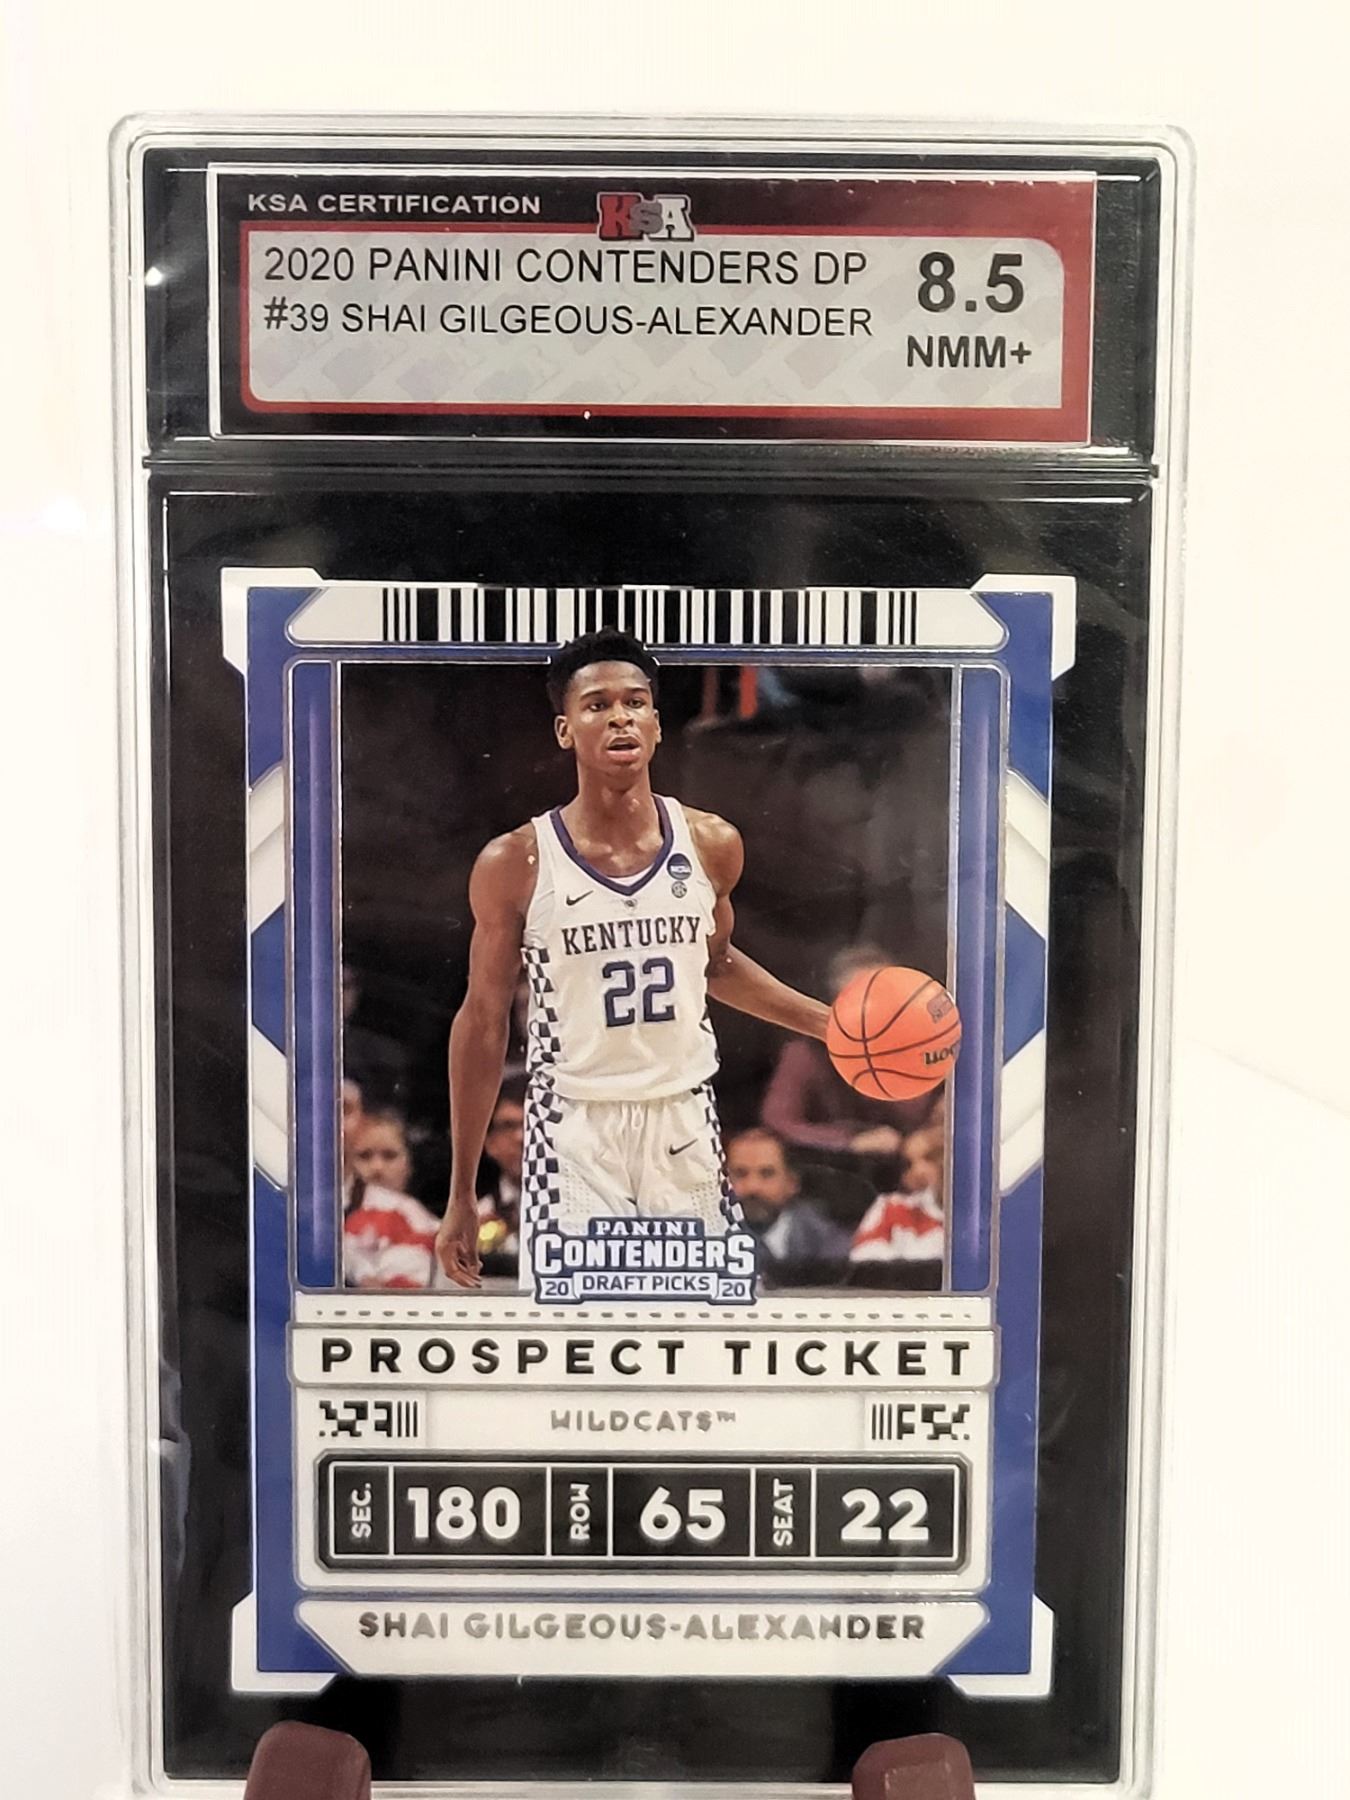 KSA CERTIFICATION
KSA
2020 PANINI CONTENDERS DP
8.5
#39 SHAI GILGEOUS-ALEXANDER
NMM+
KENTUCKY
22
PANINI
CONTENDERS
20 DRAFT PICKS 20
PROSPECT TICKET
WILDCATS™
SEC. 180 ROW 65 SEAT 22
SHAI GILGEOUS-ALEXANDER